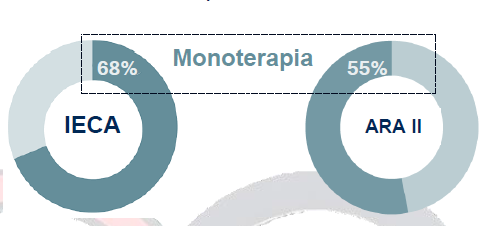 Monoterapia
68%
55%
IECA
ARA II